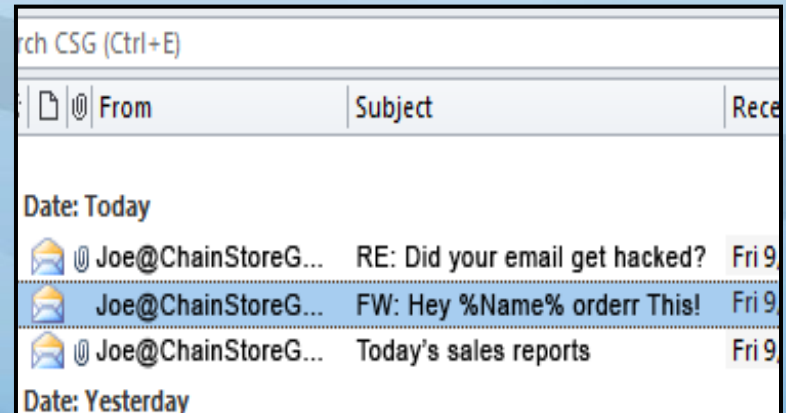 rch CSG (Ctrl+E)
From Subject Rece
Date: Today
Joe@ChainStoreG... RE: Did your email get hacked? Fri 9,
Joe@ChainStoreG... FW: Hey %Name% orderr This! Fri 9,
Joe@ChainStoreG... Today's sales reports Fri 9,
Date: Yesterday